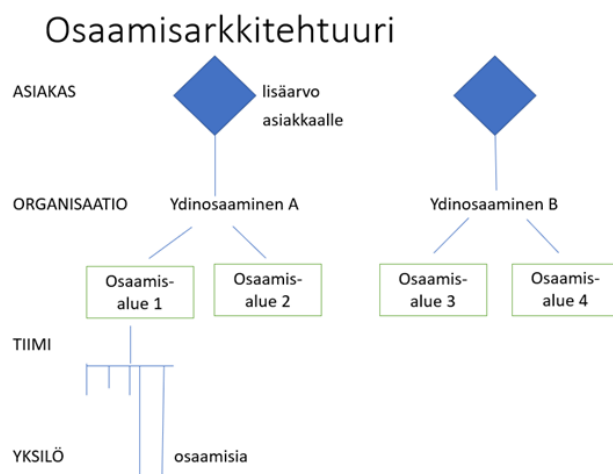 Osaamisarkkitehtuuri
ASIAKAS
lisäarvo
asiakkaalle
ORGANISAATIO
Ydinosaaminen A
Ydinosaaminen B
Osaamis-
alue 1
Osaamis-
alue 2
Osaamis-
alue 3
Osaamis-
alue 4
TIIMI
YKSILÖ
osaamisia